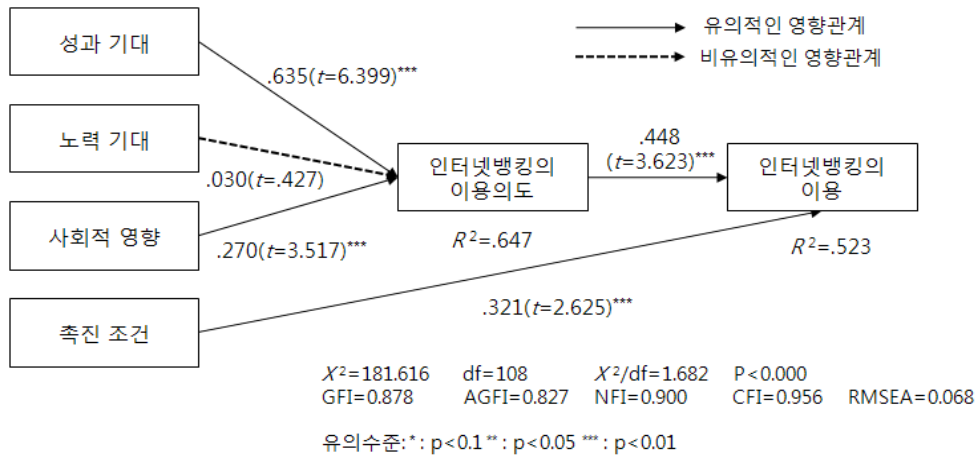 성과 기대
유의적인 영향관계
비유의적인 영향관계
.635(t=6.399)***
노력 기대
.030(t=.427)
인터넷뱅킹의
이용의도
.448
(t=3.623)***
인터넷뱅킹의
이용
사회적 영향
.270(t=3.517)***
R²=.647
R²=.523
.321(t=2.625)***
촉진 조건
X²=181.616 df=108 X²/df=1.682 P<0.000
GFI=0.878 AGFI=0.827 NFI=0.900 CFI=0.956 RMSEA=0.068
유의수준: * : p<0.1 ** : p<0.05 *** : p<0.01